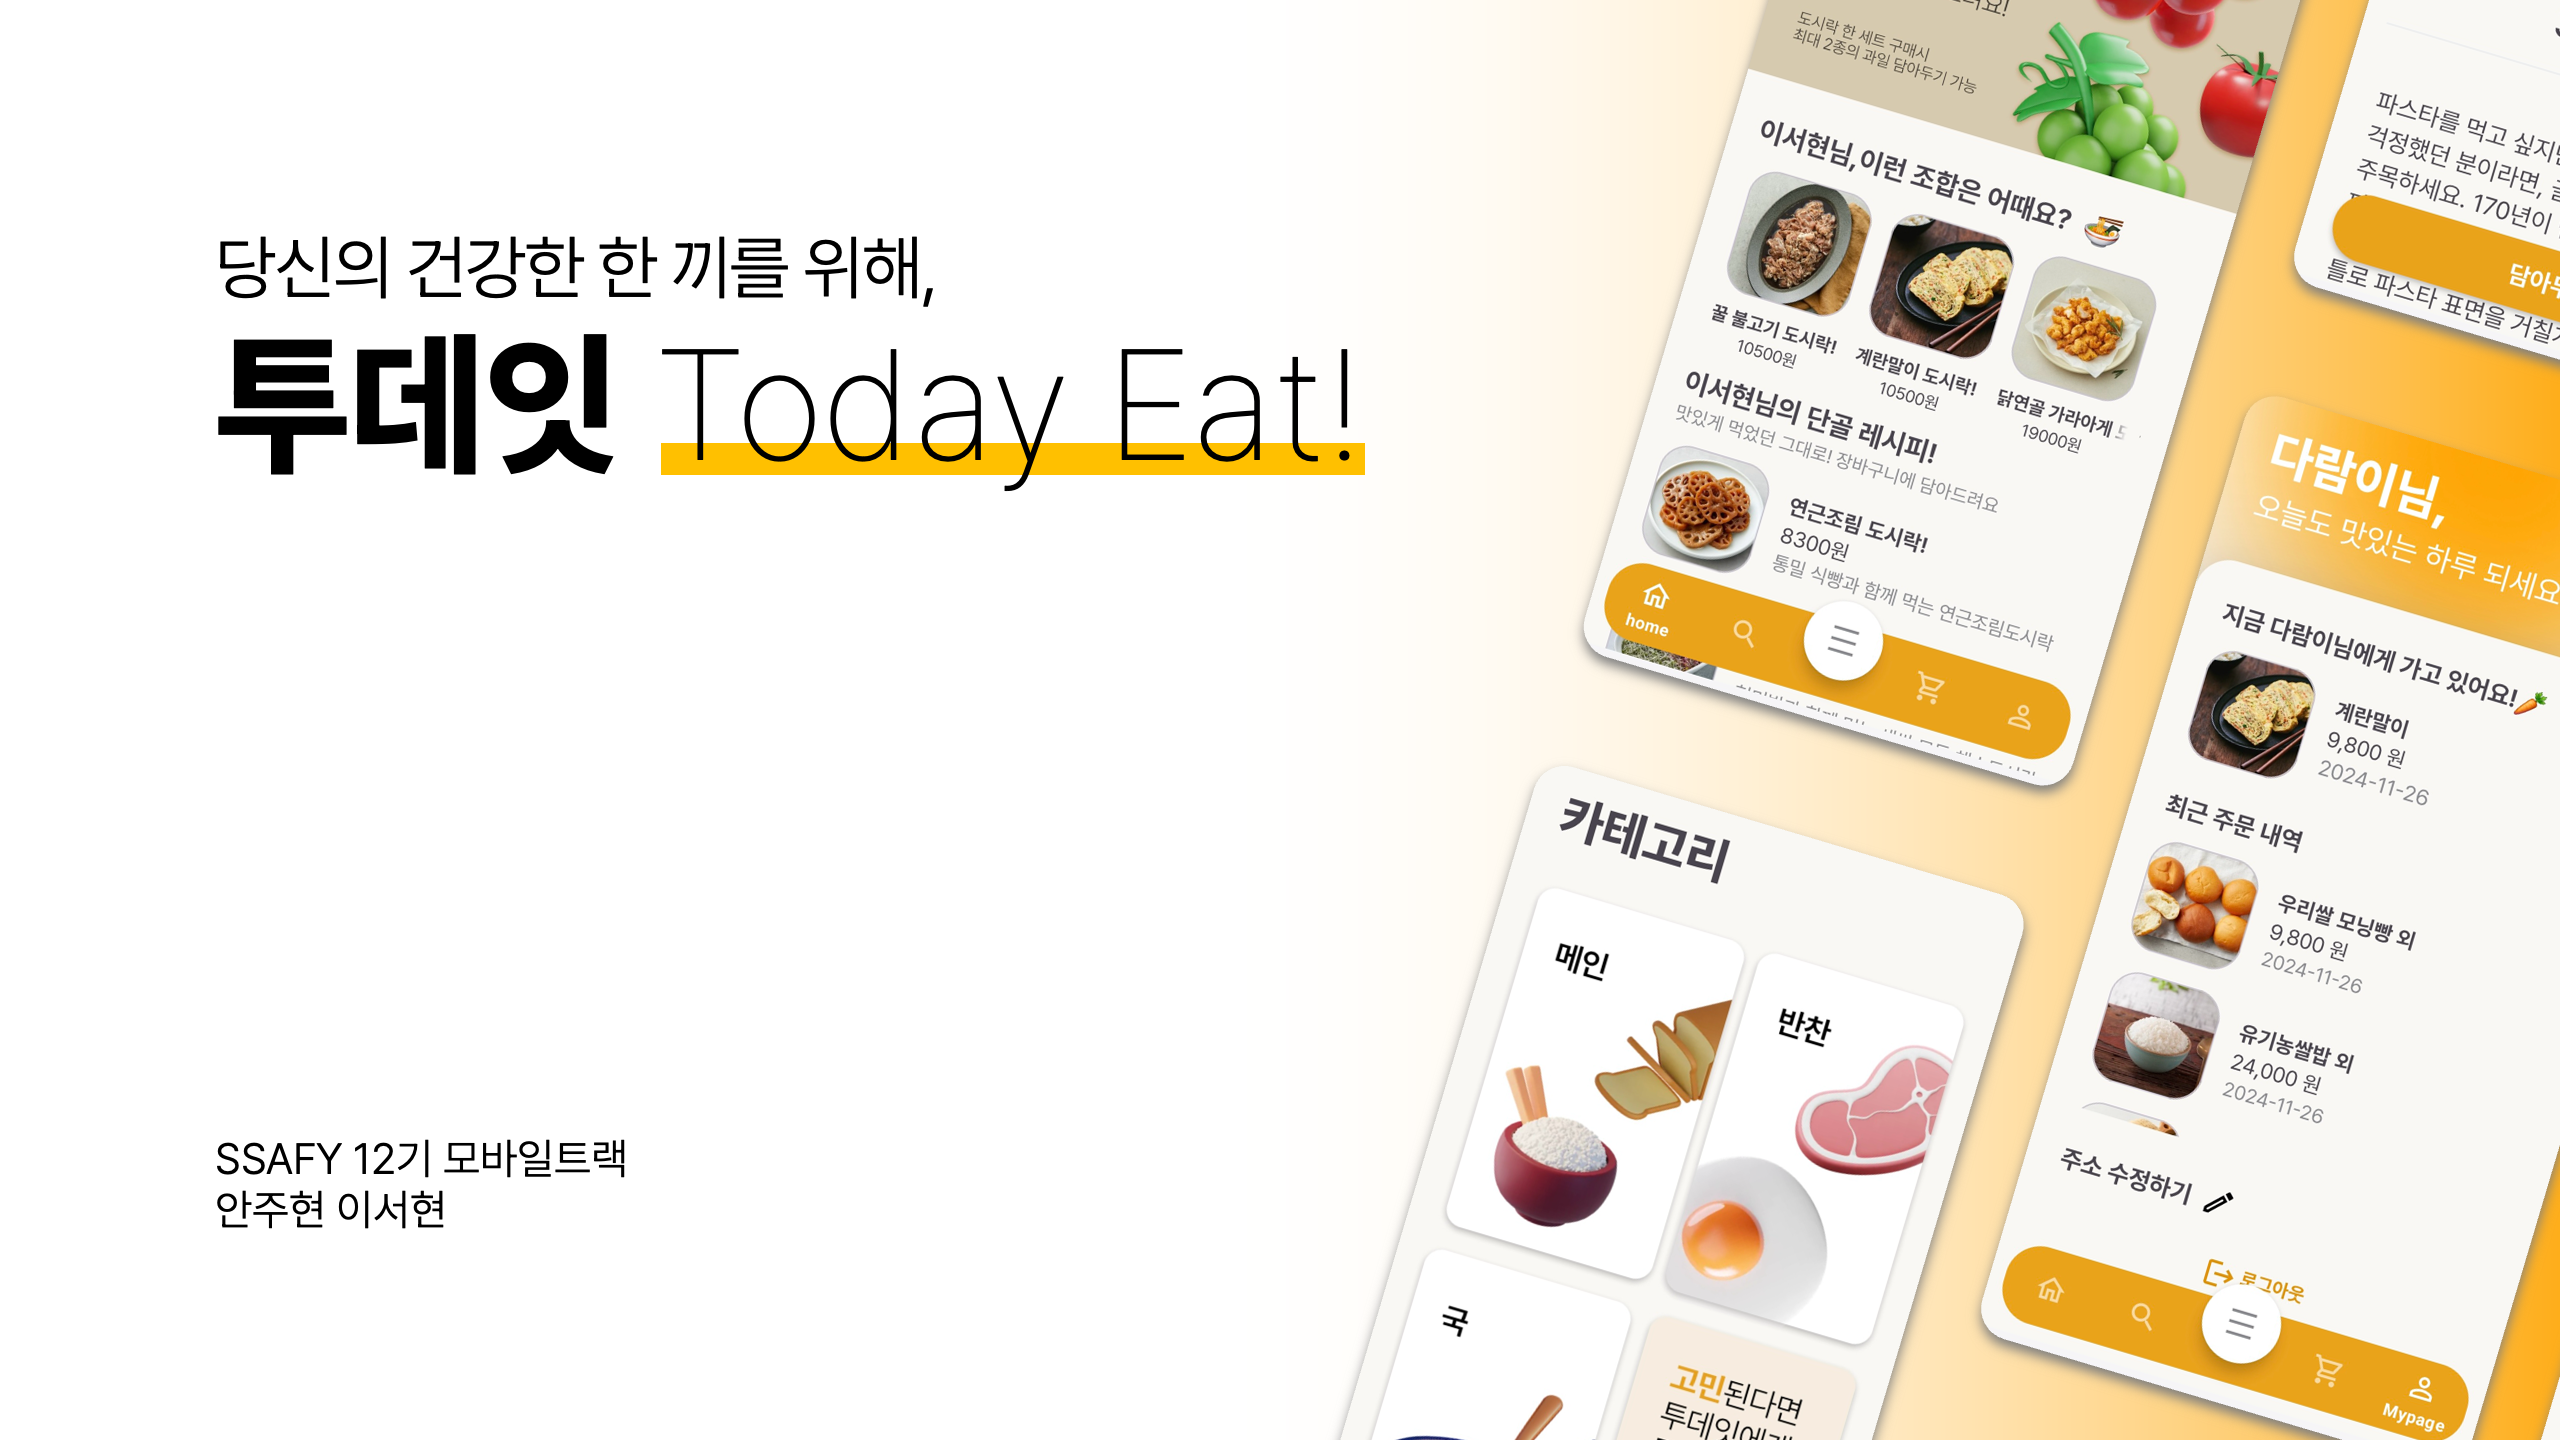 당신의 건강한 한 끼를 위해,
투데잇 Today Eat!
SSAFY 12기 모바일트랙
안주현 이서현
도시락 한 세트 구매시
최대 2종의 과일 담아두기 가능
이서현님, 이런 조합은 어때요? 🍜
꿀 불고기 도시락!
10500원
계란말이 도시락!
10500원
닭연골 가라아게
19000원
이서현님의 단골 레시피!
맛있게 먹었던 그대로! 장바구니에 담아드려요
연근조림 도시락!
8300원
통밀 식빵과 함께 먹는 연근조림도시락
home
카테고리
메인
반찬
국
고민된다면
투데잇에게
파스타를 먹고 싶지만
걱정했던 분이라면,
주목하세요. 170년이
담아두
틀로 파스타 표면을 거칠
다람이님,
오늘도 맛있는 하루 되세요
지금 다람이님에게 가고 있어요!🥕
계란말이
9,800 원
2024-11-26
최근 주문 내역
우리쌀 모닝빵 외
9,800 원
2024-11-26
유기농쌀밥 외
24,000 원
2024-11-26
주소 수정하기
로그아웃
Mypage